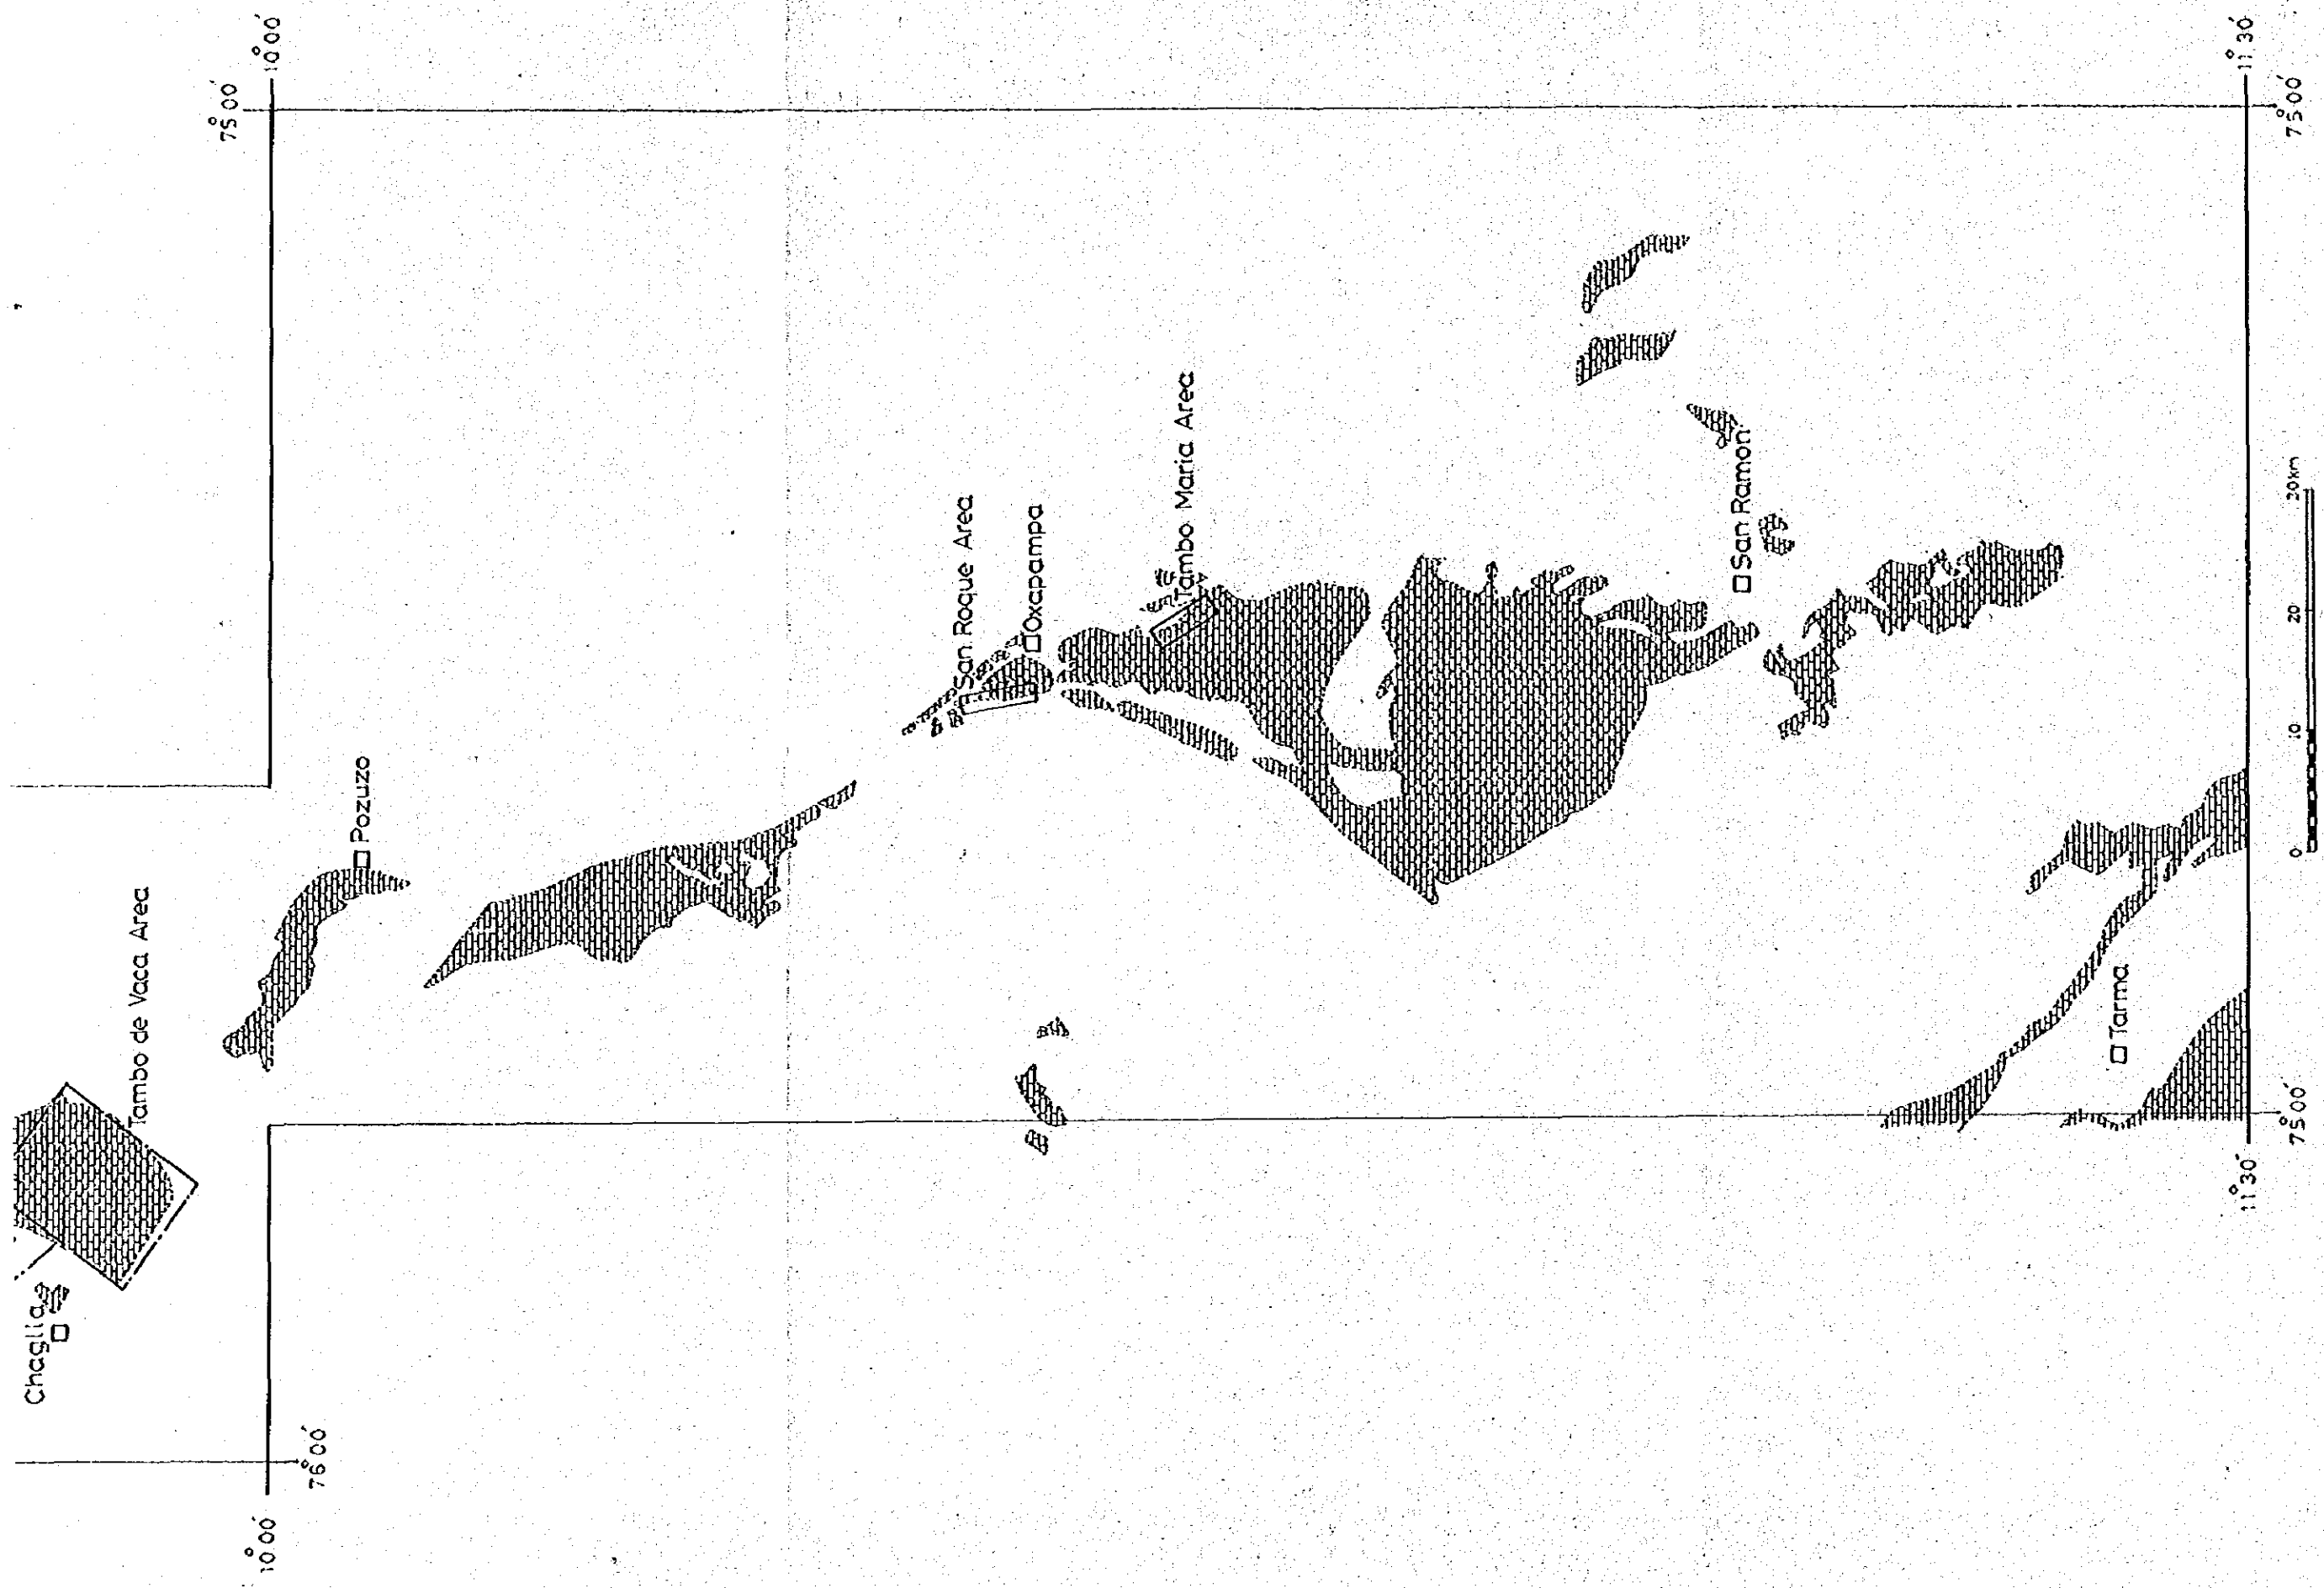 75°00′
10°00′
10°00′
76°00′
Chaglla
Tambo de Vaca Area
Pozuzo
San Roque Area
Oxapampa
Tambo Maria Area
San Ramon
Tarma
11°30′
75°00′
11°30′
75°00′
0 10 20 30km